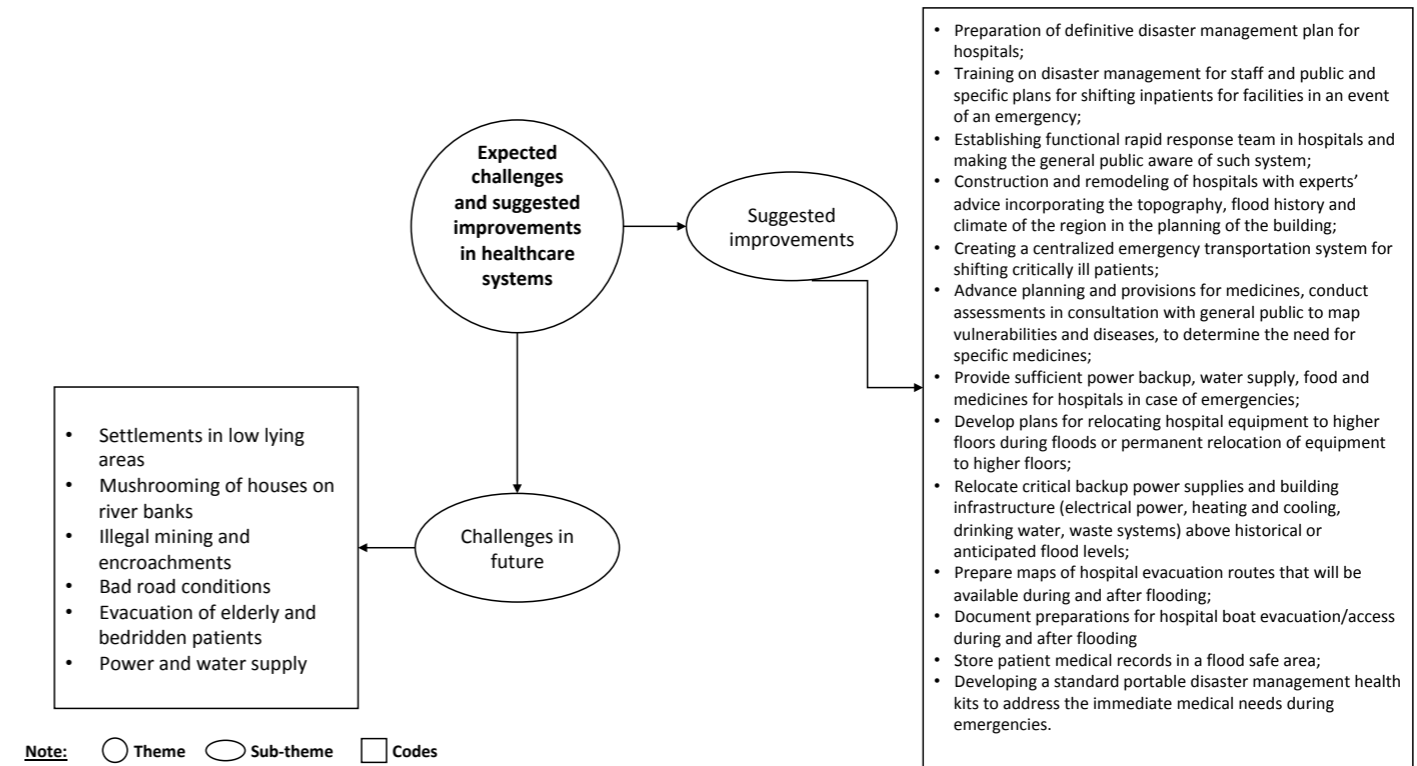 Expected
challenges
and suggested
improvements
in healthcare
systems
Suggested
improvements
• Preparation of definitive disaster management plan for
hospitals;
• Training on disaster management for staff and public and
specific plans for shifting inpatients for facilities in an event
of an emergency;
• Establishing functional rapid response team in hospitals and
making the general public aware of such system;
• Construction and remodeling of hospitals with experts’
advice incorporating the topography, flood history and
climate of the region in the planning of the building;
• Creating a centralized emergency transportation system for
shifting critically ill patients;
• Advance planning and provisions for medicines, conduct
assessments in consultation with general public to map
vulnerabilities and diseases, to determine the need for
specific medicines;
• Provide sufficient power backup, water supply, food and
medicines for hospitals in case of emergencies;
• Develop plans for relocating hospital equipment to higher
floors during floods or permanent relocation of equipment
to higher floors;
• Relocate critical backup power supplies and building
infrastructure (electrical power, heating and cooling,
drinking water, waste systems) above historical or
anticipated flood levels;
• Prepare maps of hospital evacuation routes that will be
available during and after flooding;
• Document preparations for hospital boat evacuation/access
during and after flooding
• Store patient medical records in a flood safe area;
• Developing a standard portable disaster management health
kits to address the immediate medical needs during
emergencies.
Challenges in
future
• Settlements in low lying
areas
• Mushrooming of houses on
river banks
• Illegal mining and
encroachments
• Bad road conditions
• Evacuation of elderly and
bedridden patients
• Power and water supply
Note: Theme Sub-theme Codes